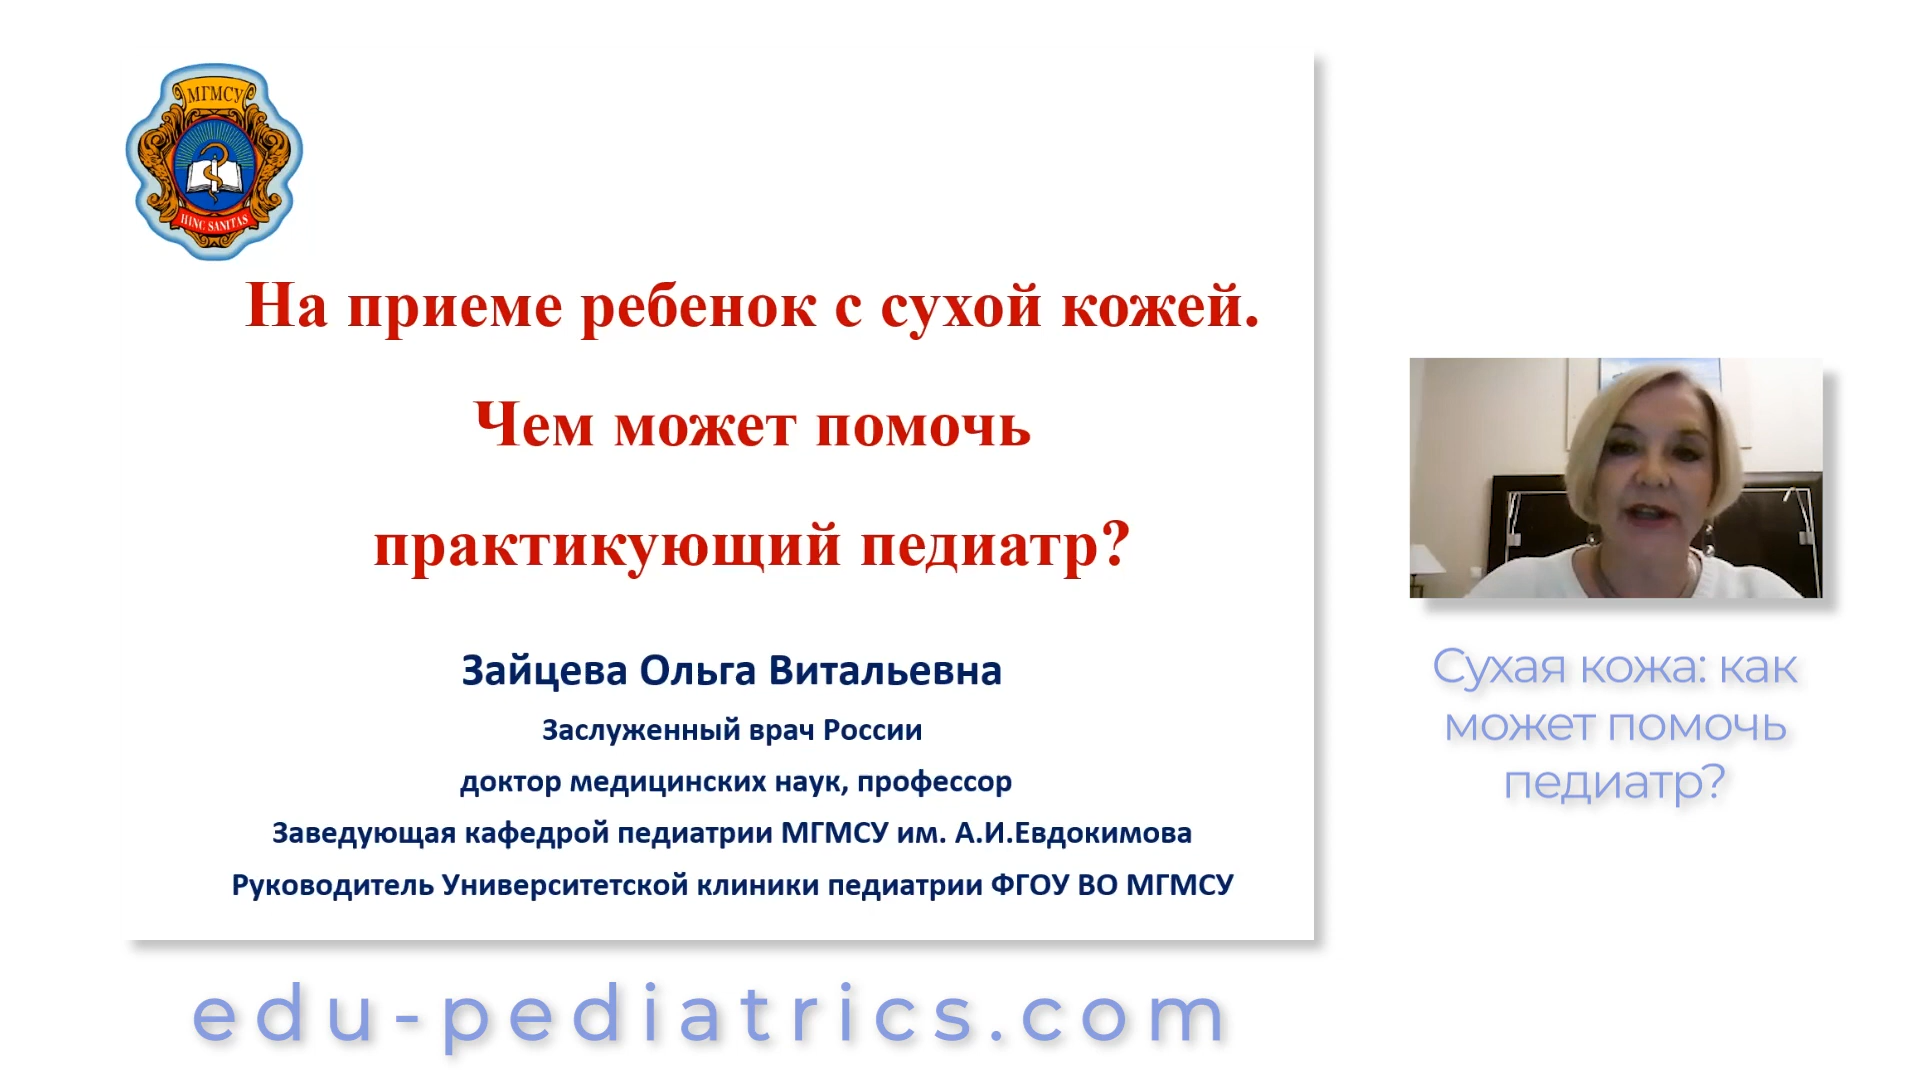 МГМСУ
HINC SANITAS
На приеме ребенок с сухой кожей.
Чем может помочь
практикующий педиатр?
Зайцева Ольга Витальевна
Заслуженный врач России
доктор медицинских наук, профессор
Заведующая кафедрой педиатрии МГМСУ им. А.И.Евдокимова
Руководитель Университетской клиники педиатрии ФГОУ ВО МГМСУ
Сухая кожа: как
может помочь
педиатр?
edu-pediatrics.com